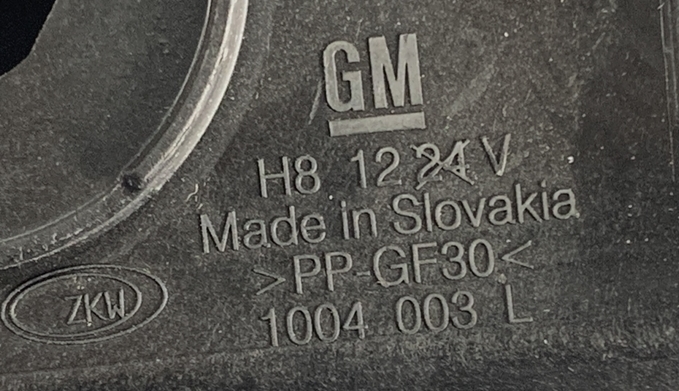 GM
H8 12 24 V
Made in Slovakia
>PP-GF30<
ZKW
1004 003 L